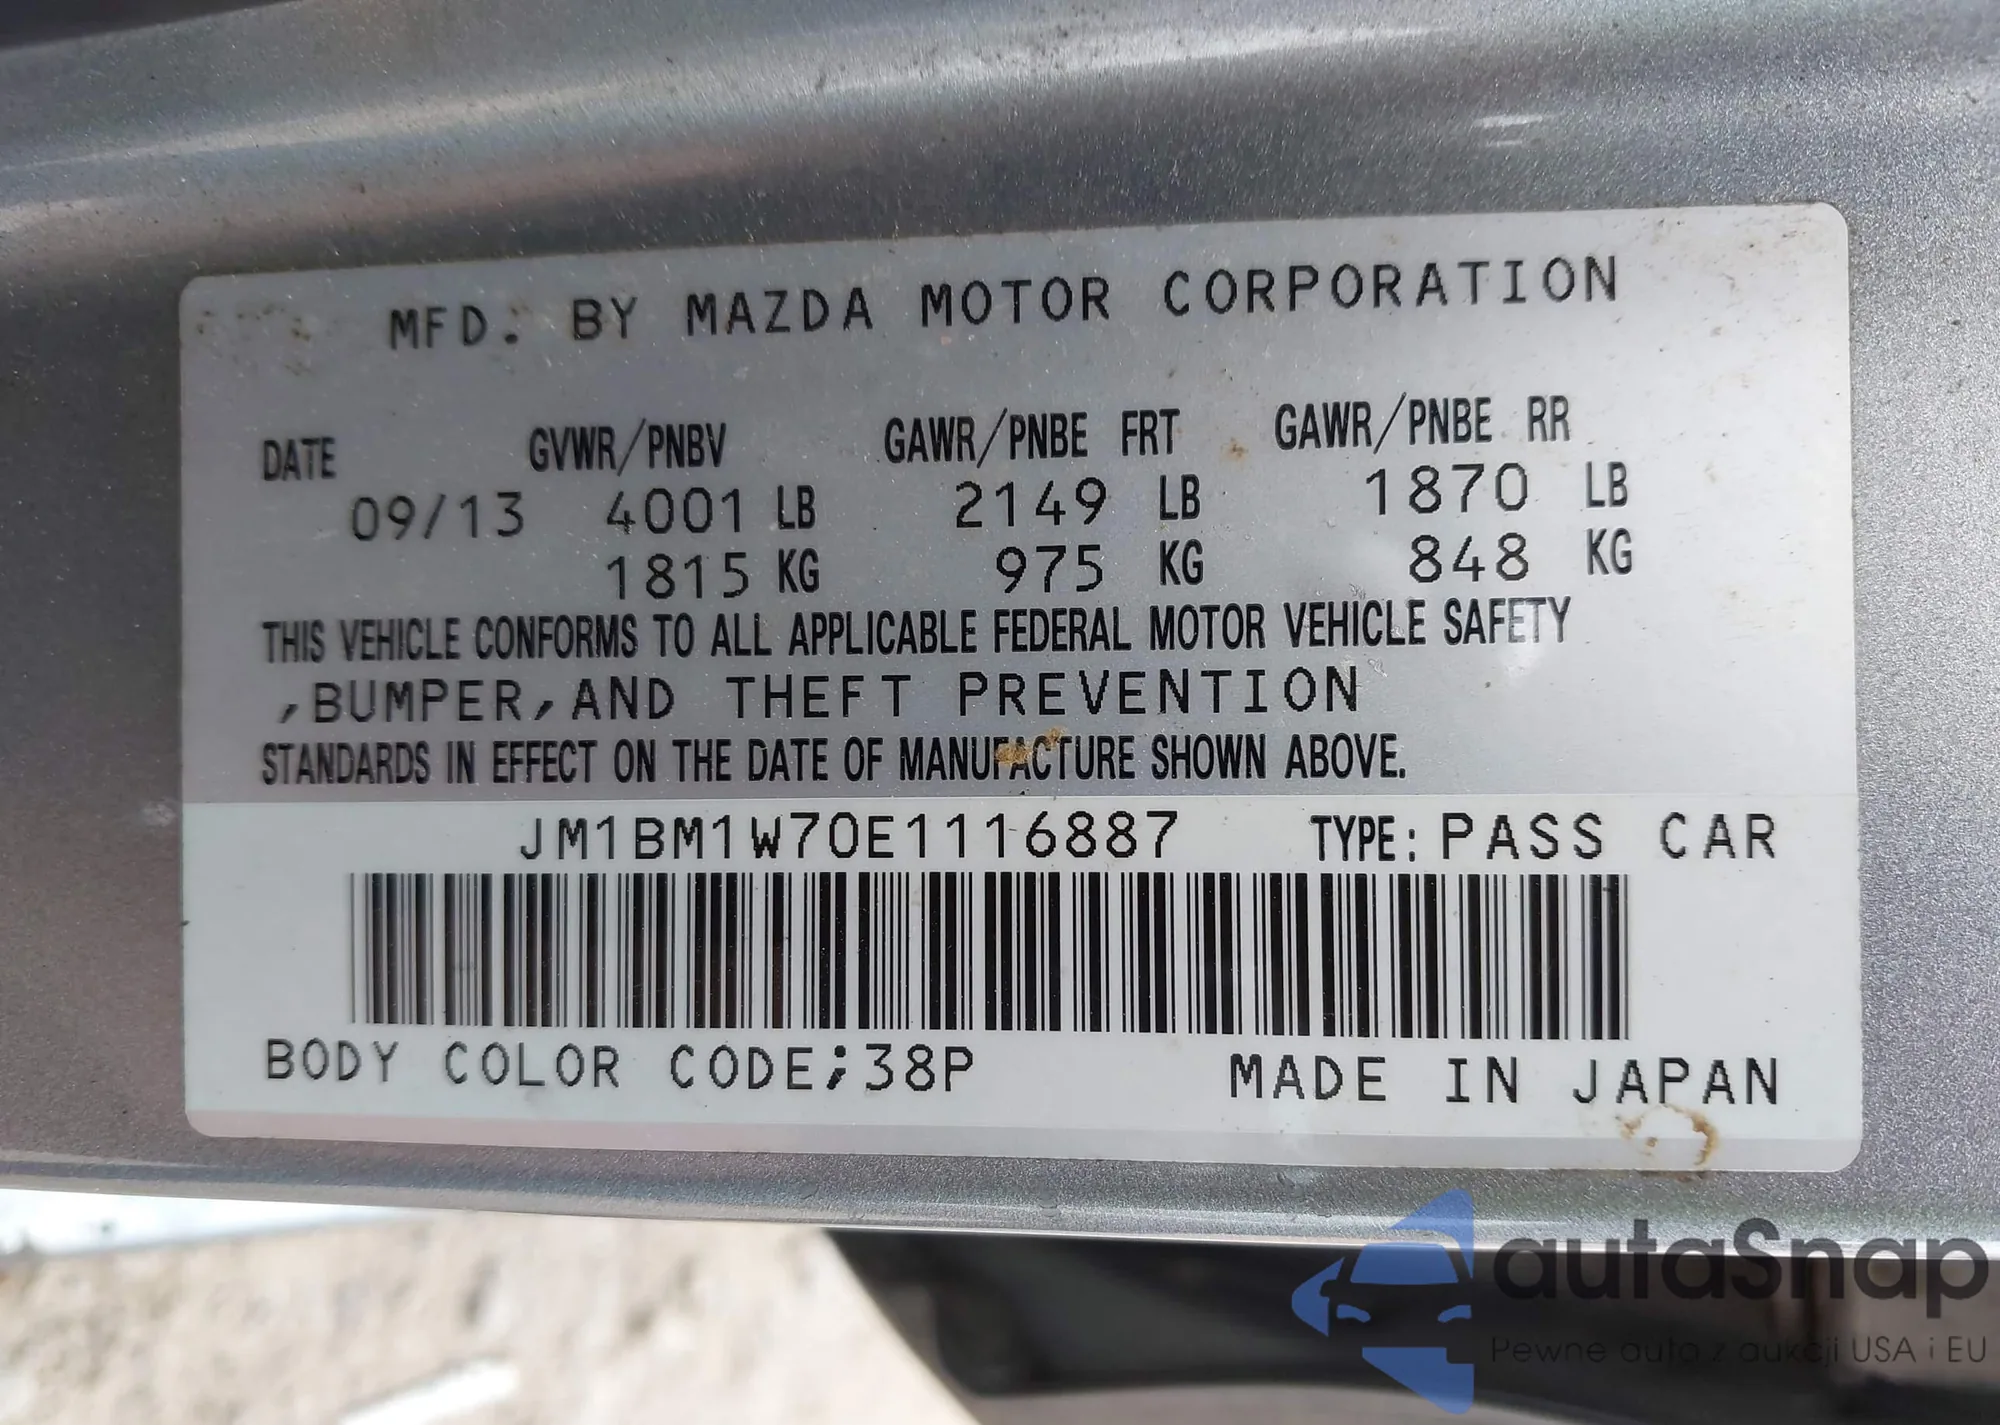 MFD. BY MAZDA MOTOR CORPORATION
DATE GVWR/PNBV GAWR/PNBE FRT GAWR/PNBE RR
09/13 4001 LB 2149 LB 1870 LB
1815 KG 975 KG 848 KG
THIS VEHICLE CONFORMS TO ALL APPLICABLE FEDERAL MOTOR VEHICLE SAFETY
,BUMPER,AND THEFT PREVENTION
STANDARDS IN EFFECT ON THE DATE OF MANUFACTURE SHOWN ABOVE.
JM1BM1W70E1116887 TYPE: PASS CAR
BODY COLOR CODE;38P MADE IN JAPAN
autaSnap
Pewne auto z aukcji USA i EU